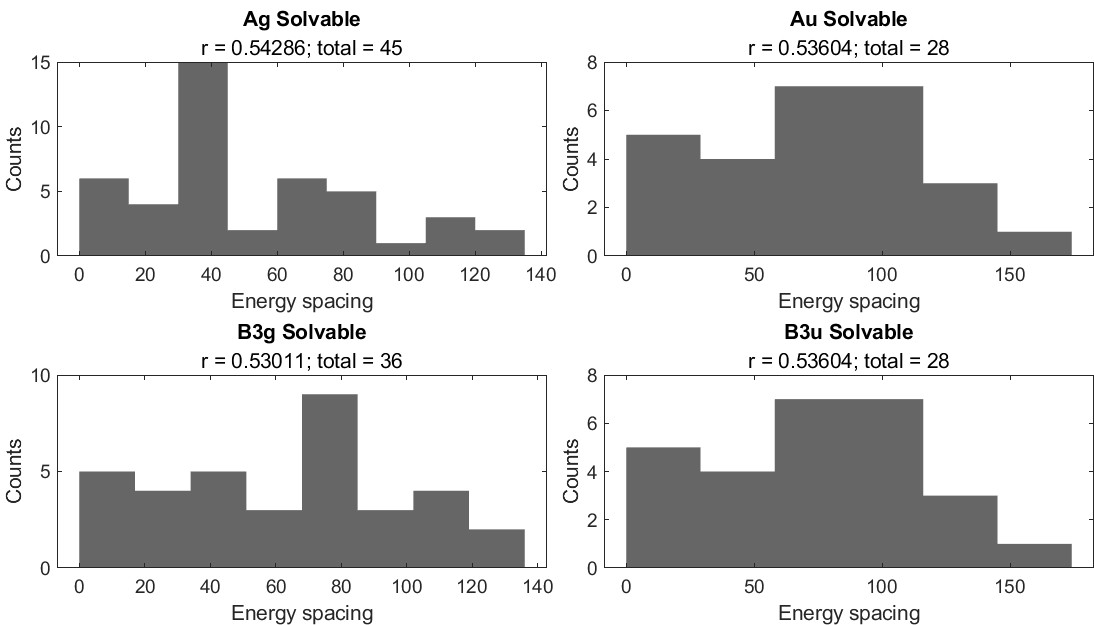 Ag Solvable
r = 0.54286; total = 45
15
10
5
0
Counts
0 20 40 60 80 100 120 140
Energy spacing
Au Solvable
r = 0.53604; total = 28
8
6
4
2
0
Counts
0 50 100 150
Energy spacing
B3g Solvable
r = 0.53011; total = 36
10
5
0
Counts
0 20 40 60 80 100 120 140
Energy spacing
B3u Solvable
r = 0.53604; total = 28
8
6
4
2
0
Counts
0 50 100 150
Energy spacing